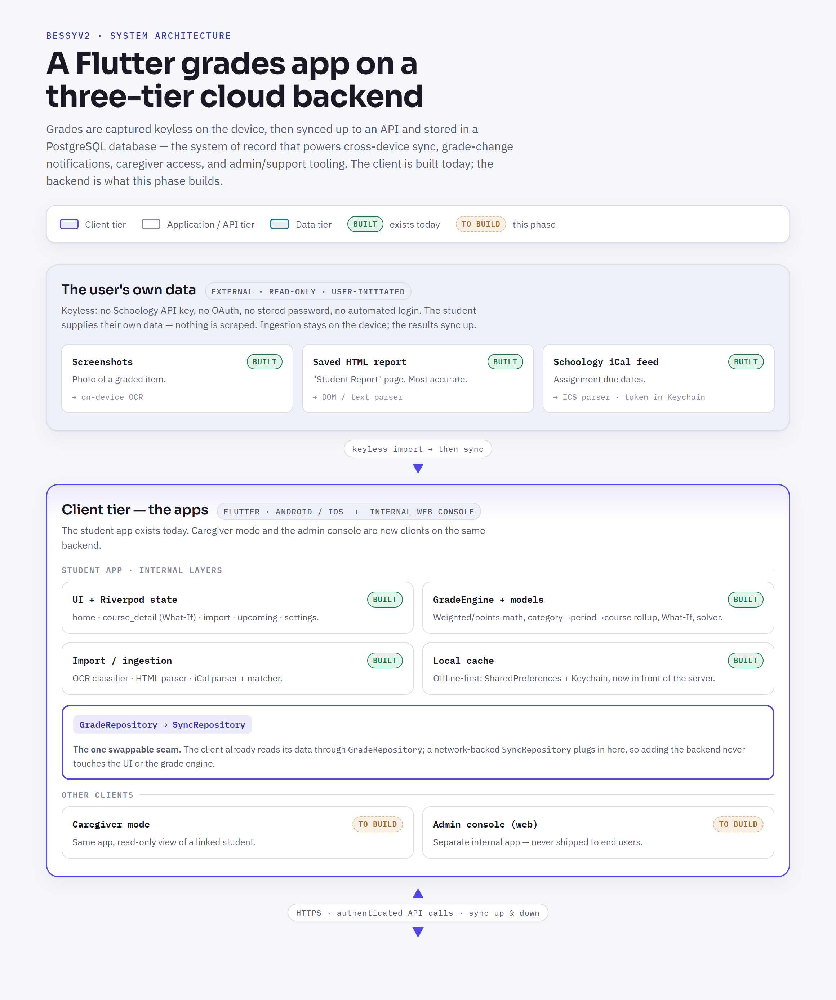 BESSYV2 · SYSTEM ARCHITECTURE
A Flutter grades app on a
three-tier cloud backend
Grades are captured keyless on the device, then synced up to an API and stored in a
PostgreSQL database — the system of record that powers cross-device sync, grade-change
notifications, caregiver access, and admin/support tooling. The client is built today; the
backend is what this phase builds.
Client tier Application / API tier Data tier BUILT exists today TO BUILD this phase
The user's own data EXTERNAL · READ-ONLY · USER-INITIATED
Keyless: no Schoology API key, no OAuth, no stored password, no automated login. The student
supplies their own data — nothing is scraped. Ingestion stays on the device; the results sync up.
Screenshots BUILT
Photo of a graded item.
→ on-device OCR
Saved HTML report BUILT
"Student Report" page. Most accurate.
→ DOM / text parser
Schoology iCal feed BUILT
Assignment due dates.
→ ICS parser · token in Keychain
keyless import → then sync
Client tier — the apps FLUTTER · ANDROID / IOS + INTERNAL WEB CONSOLE
The student app exists today. Caregiver mode and the admin console are new clients on the same
backend.
STUDENT APP · INTERNAL LAYERS
UI + Riverpod state BUILT
home · course_detail (What-If) · import · upcoming · settings.
GradeEngine + models BUILT
Weighted/points math, category→period→course rollup, What-If, solver.
Import / ingestion BUILT
OCR classifier · HTML parser · iCal parser + matcher.
Local cache BUILT
Offline-first: SharedPreferences + Keychain, now in front of the server.
GradeRepository → SyncRepository
The one swappable seam. The client already reads its data through GradeRepository; a network-backed SyncRepository plugs in here, so adding the backend never
touches the UI or the grade engine.
OTHER CLIENTS
Caregiver mode TO BUILD
Same app, read-only view of a linked student.
Admin console (web) TO BUILD
Separate internal app — never shipped to end users.
HTTPS · authenticated API calls · sync up & down